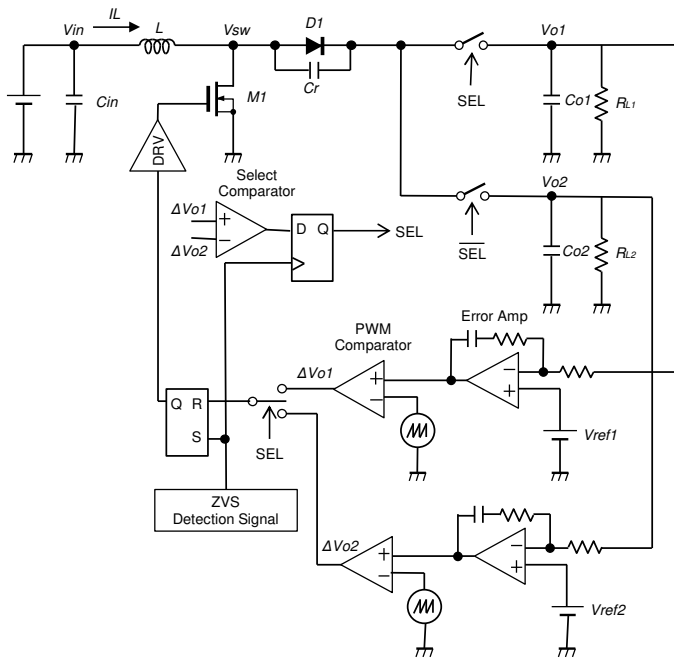 IL
Vin
L
Vsw
D1
Vo1
Cin
M1
Cr
SEL
Co1
RL1
DRV
Select
Comparator
ΔVo1
+
ΔVo2
−
D Q
SEL
Vo2
SEL
Co2
RL2
Error Amp
PWM
Comparator
ΔVo1
+
−
−
+
Q R
S
SEL
Vref1
ZVS
Detection Signal
ΔVo2
+
−
−
+
Vref2